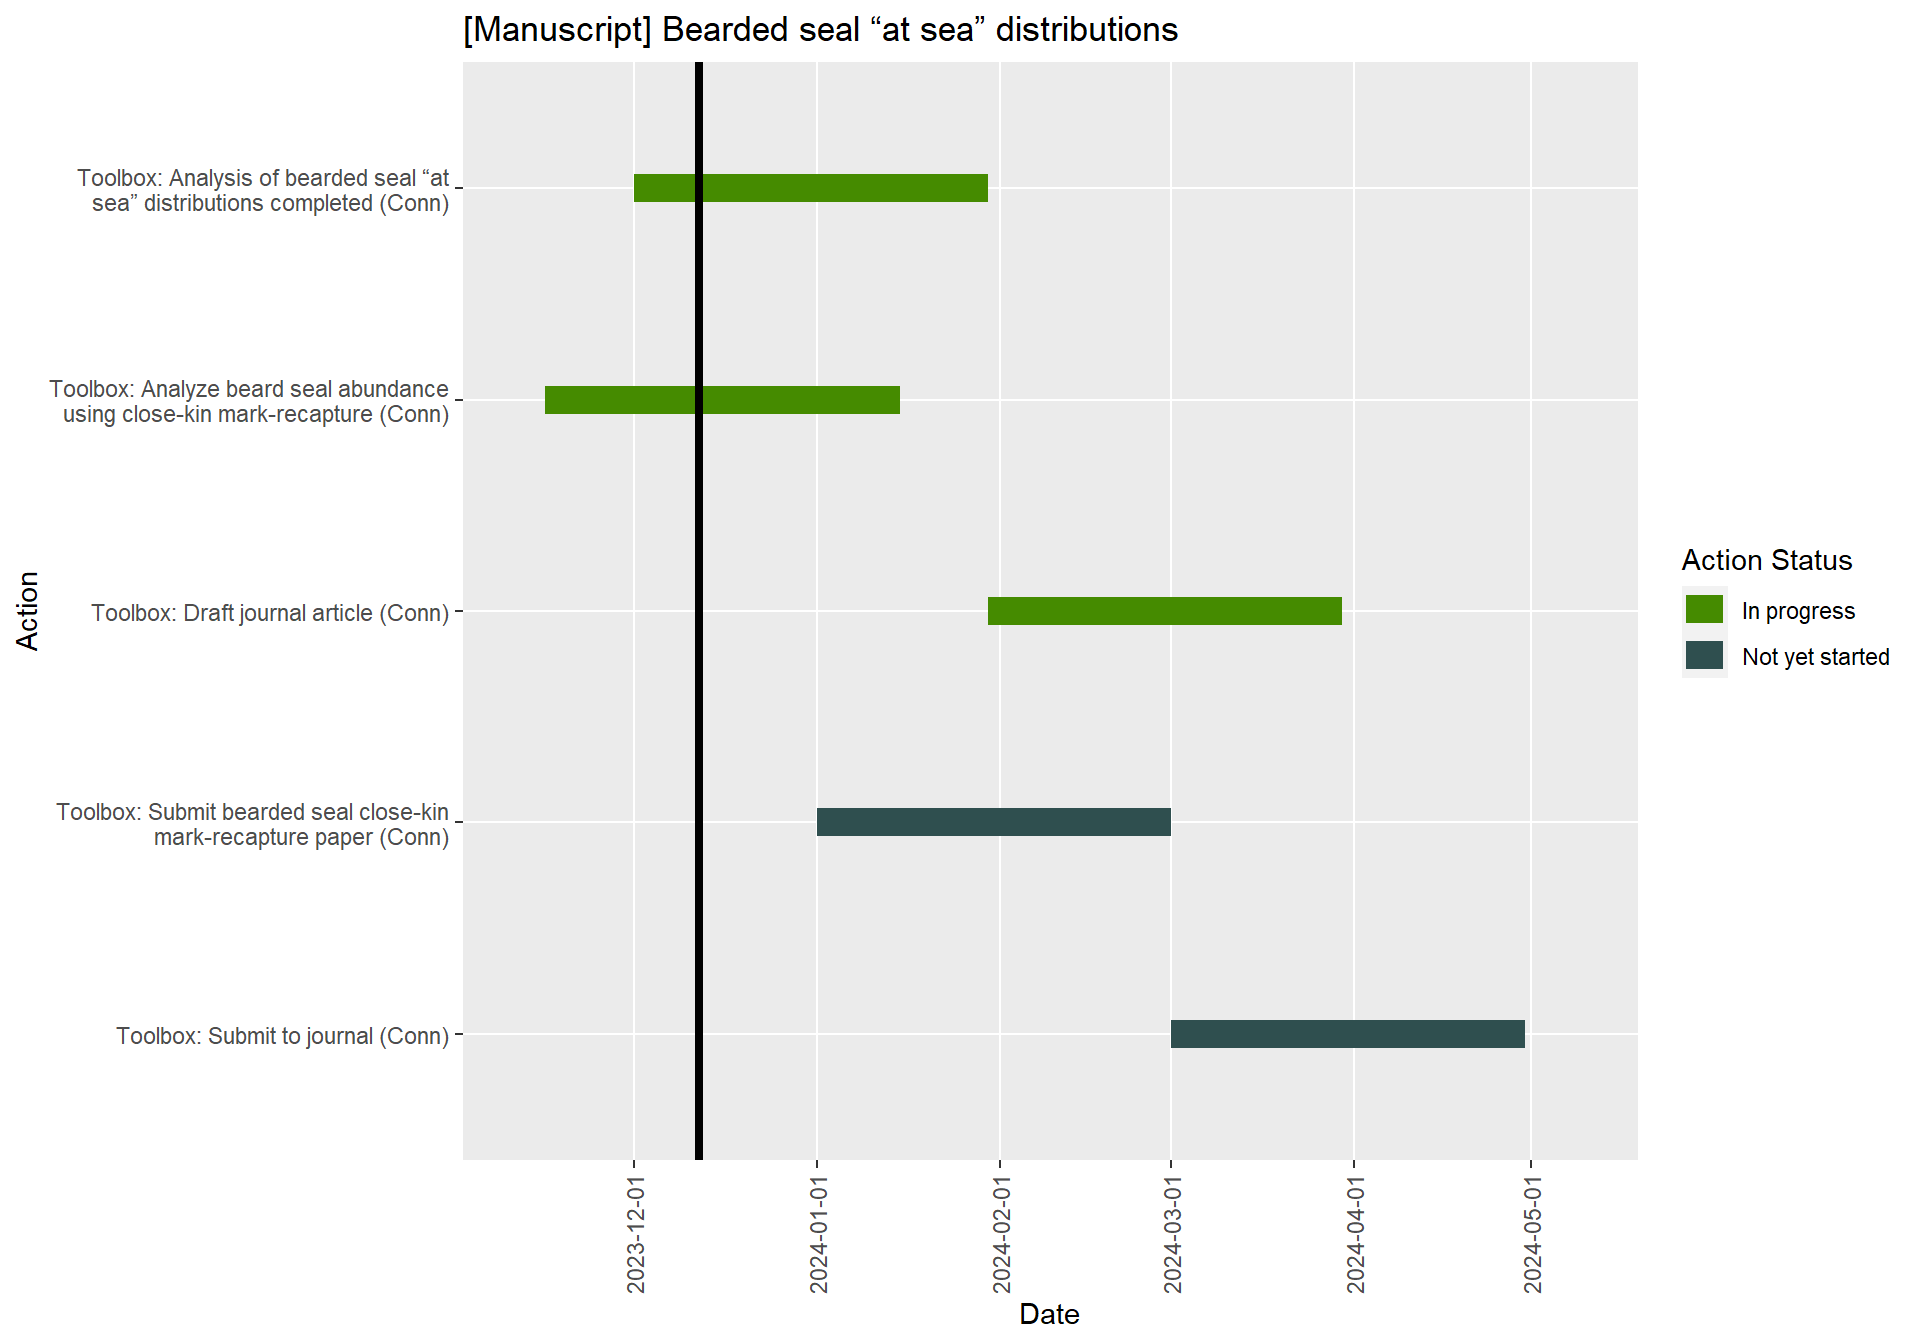 [Manuscript] Bearded seal “at sea” distributions
Toolbox: Analysis of bearded seal “at
sea” distributions completed (Conn)
Toolbox: Analyze beard seal abundance
using close-kin mark-recapture (Conn)
Toolbox: Draft journal article (Conn)
Toolbox: Submit bearded seal close-kin
mark-recapture paper (Conn)
Toolbox: Submit to journal (Conn)
Action
2023-12-01
2024-01-01
2024-02-01
2024-03-01
2024-04-01
2024-05-01
Date
Action Status
In progress
Not yet started